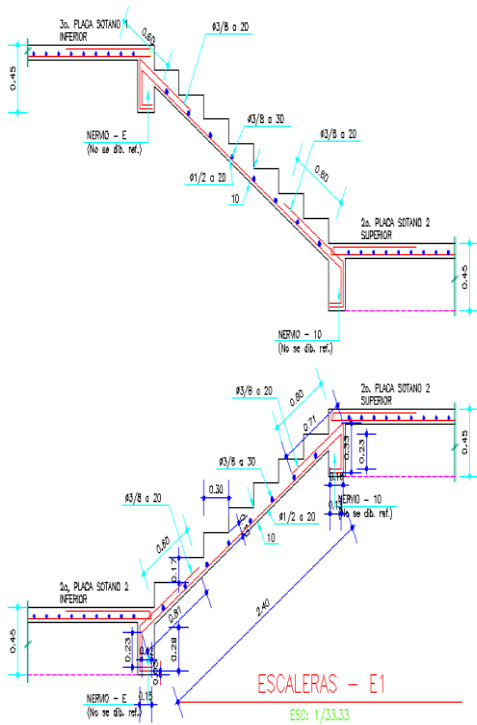 3o. PLACA SOTANO 1
INFERIOR
0.60
Ø3/8 a 20
0.45
NERVIO - E
(No se dib. ref.)
Ø3/8 a 30
Ø3/8 a 20
Ø1/2 a 20
10
0.60
2o. PLACA SOTANO 2
SUPERIOR
0.45
NERVIO - 10
(No se dib. ref.)
Ø3/8 a 20
0.60
2o. PLACA SOTANO 2
SUPERIOR
0.71
0.45
0.33
0.23
Ø3/8 a 30
0.30
Ø3/8 a 20
NERVIO - 10
(No se dib. ref.)
Ø1/2 a 20
10
0.60
0.17
2o, PLACA SOTANO 2
INFERIOR
0.81
2.40
0.45
0.23
0.28
NERVIO - E
(No se dib. ref.)
0.15
ESCALERAS - E1
ESC: 1/33.33